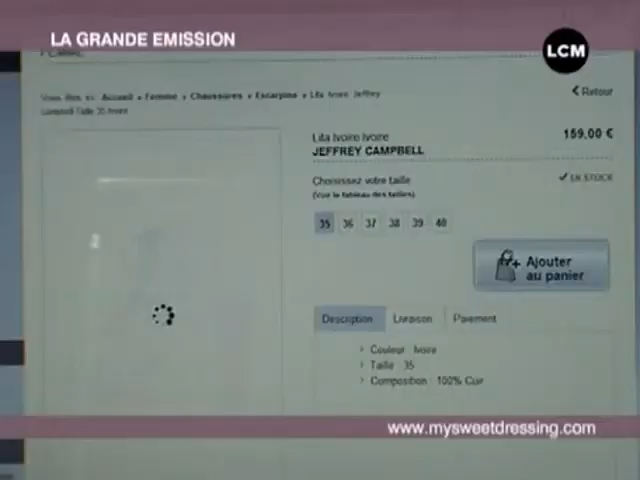 LA GRANDE EMISSION
LCM
Vous êtes ici Accueil Femme Chaussures Escarpins Lita Ivoire Jeffrey
Campbell Taille 35 Ivoire
Retour
Lita Ivoire Ivoire
159.00 €
JEFFREY CAMPBELL
Choisissez votre taille
EN STOCK
(Voir le tableau des tailles)
35 36 37 38 39 40
Ajouter
au panier
Description Livraison Paiement
Couleur Ivoire
Taille 35
Composition 100% Cuir
www.mysweetdressing.com